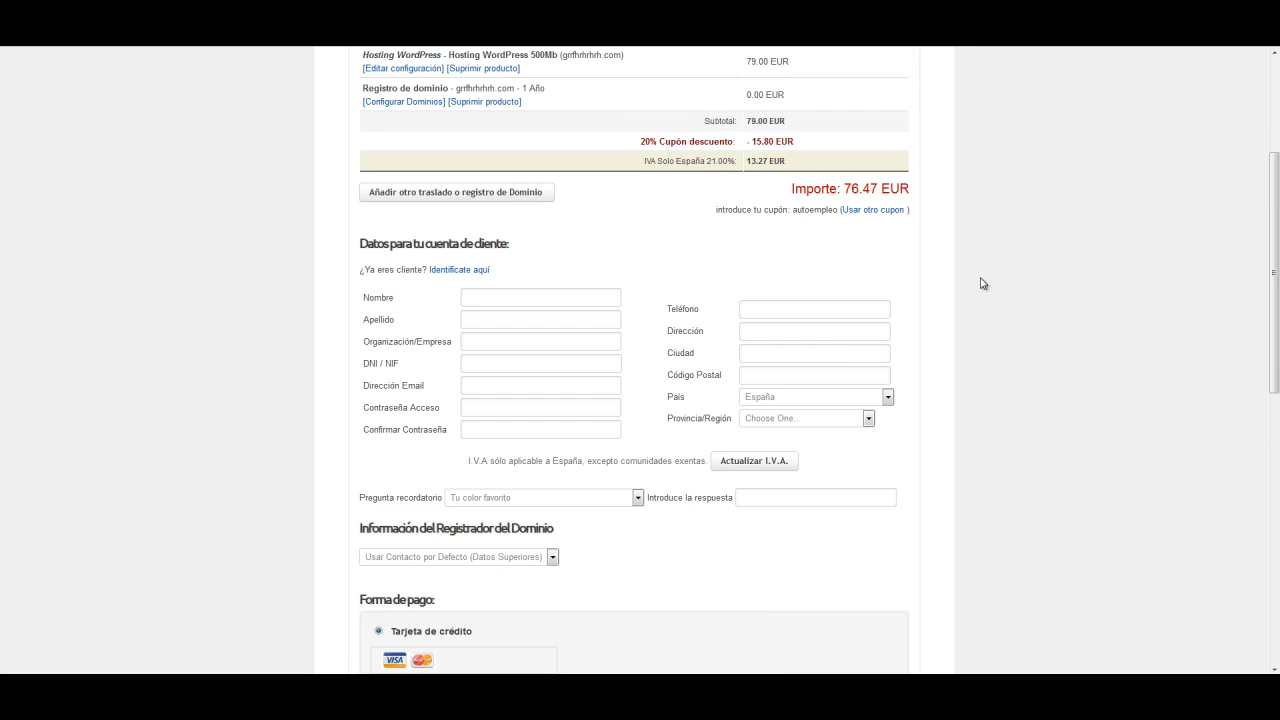 Hosting WordPress - Hosting WordPress 500Mb (grrfhrhrhrh.com)
[Editar configuración] [Suprimir producto]
79.00 EUR
Registro de dominio - grrfhrhrhrh.com - 1 Año
[Configurar Dominios] [Suprimir producto]
0.00 EUR
Subtotal: 79.00 EUR
20% Cupón descuento: - 15.80 EUR
IVA Solo España 21.00%: 13.27 EUR
Añadir otro traslado o registro de Dominio
Importe: 76.47 EUR
introduce tu cupón: autoempleo (Usar otro cupon )
Datos para tu cuenta de cliente:
¿Ya eres cliente? Identifícate aquí
Nombre
Apellido
Organización/Empresa
DNI / NIF
Dirección Email
Contraseña Acceso
Confirmar Contraseña
Teléfono
Dirección
Ciudad
Código Postal
País España
Provincia/Región Choose One...
I.V.A sólo aplicable a España, excepto comunidades exentas. Actualizar I.V.A.
Pregunta recordatorio Tu color favorito Introduce la respuesta
Información del Registrador del Dominio
Usar Contacto por Defecto (Datos Superiores)
Forma de pago:
Tarjeta de crédito
VISA